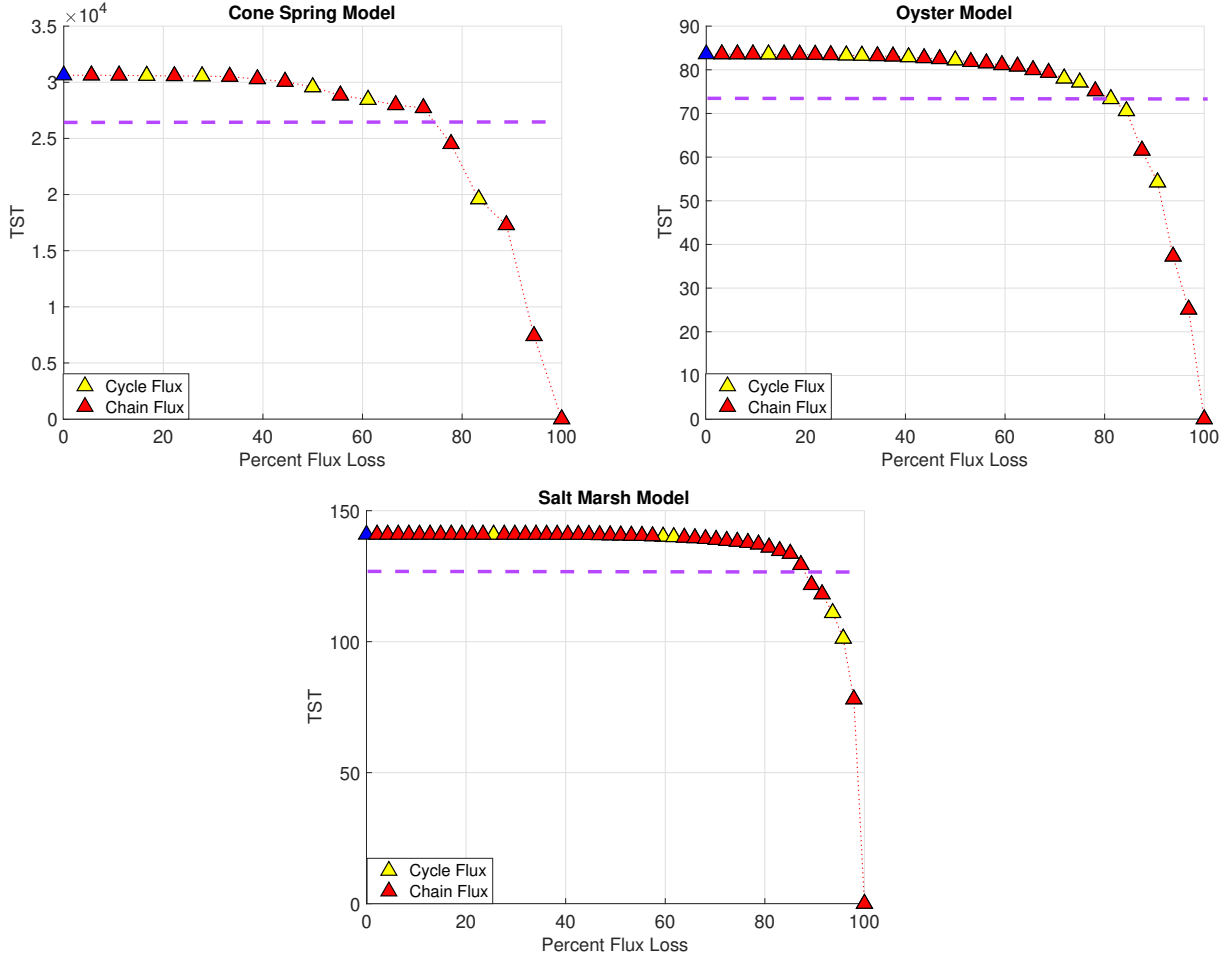 Cone Spring Model
×10⁴
3.5
3
2.5
2
1.5
1
0.5
0
TST
Cycle Flux
Chain Flux
0 20 40 60 80 100
Percent Flux Loss
Oyster Model
90
80
70
60
50
40
30
20
10
0
TST
Cycle Flux
Chain Flux
0 20 40 60 80 100
Percent Flux Loss
Salt Marsh Model
150
100
50
0
TST
Cycle Flux
Chain Flux
0 20 40 60 80 100
Percent Flux Loss